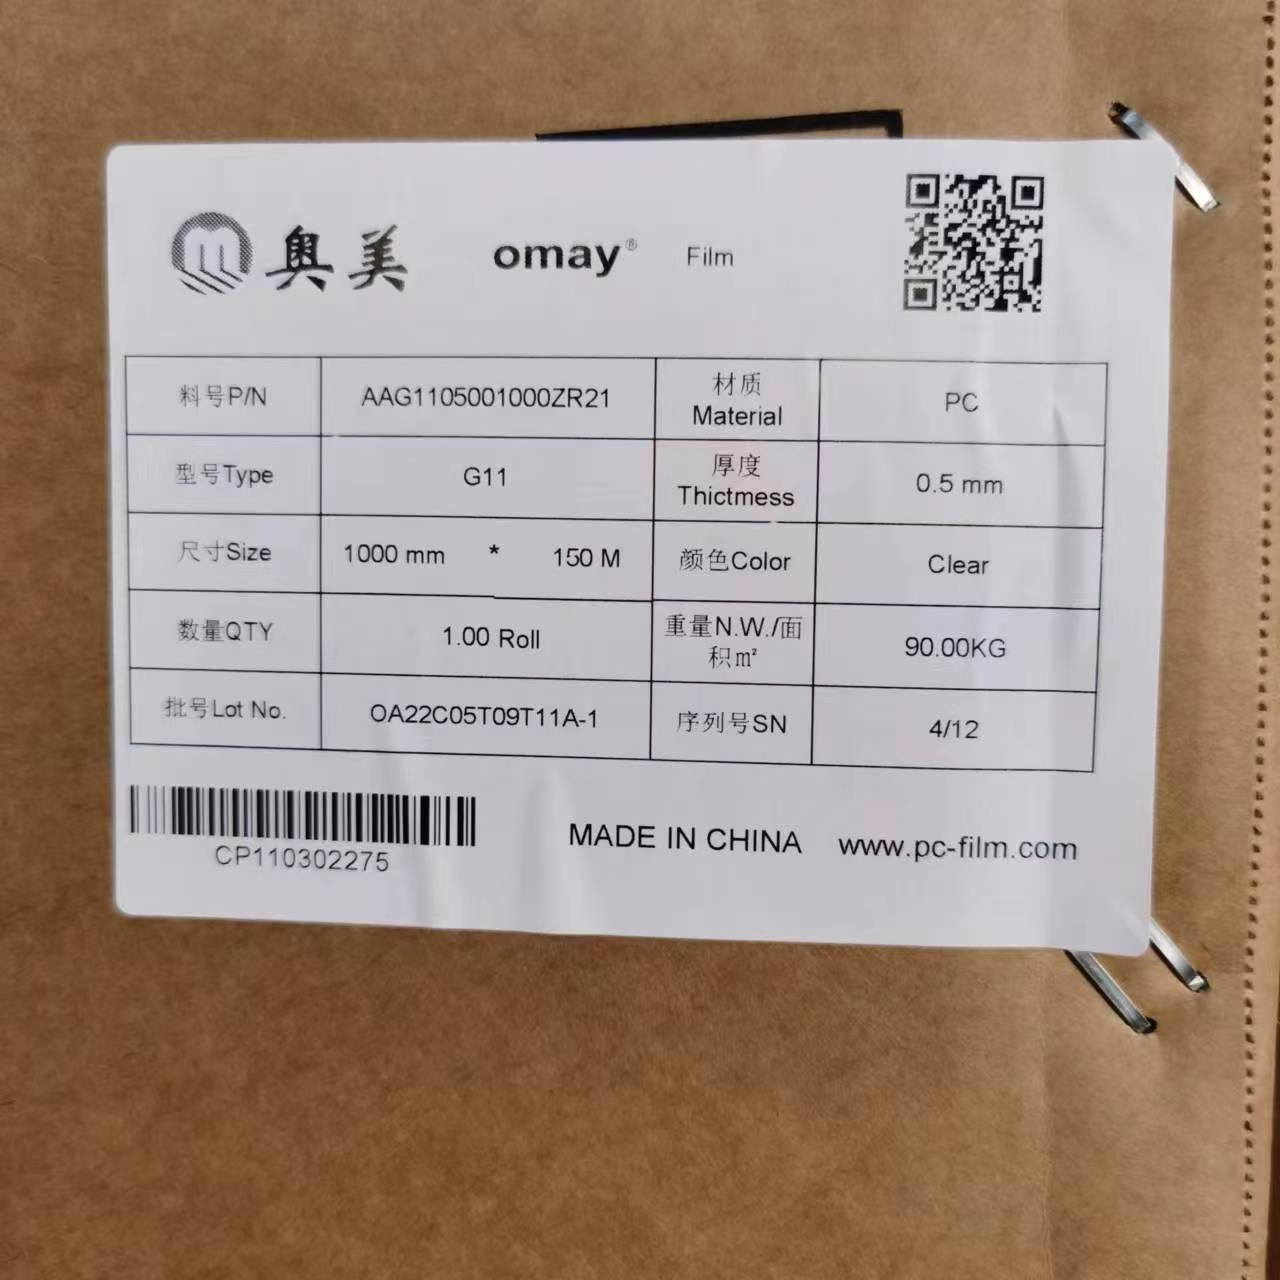 奥美 omay® Film
料号P/N AAG1105001000ZR21 材质 Material PC
型号Type G11 厚度 Thictmess 0.5 mm
尺寸Size 1000 mm * 150 M 颜色Color Clear
数量QTY 1.00 Roll 重量N.W./面积㎡ 90.00KG
批号Lot No. OA22C05T09T11A-1 序列号SN 4/12
CP110302275 MADE IN CHINA www.pc-film.com